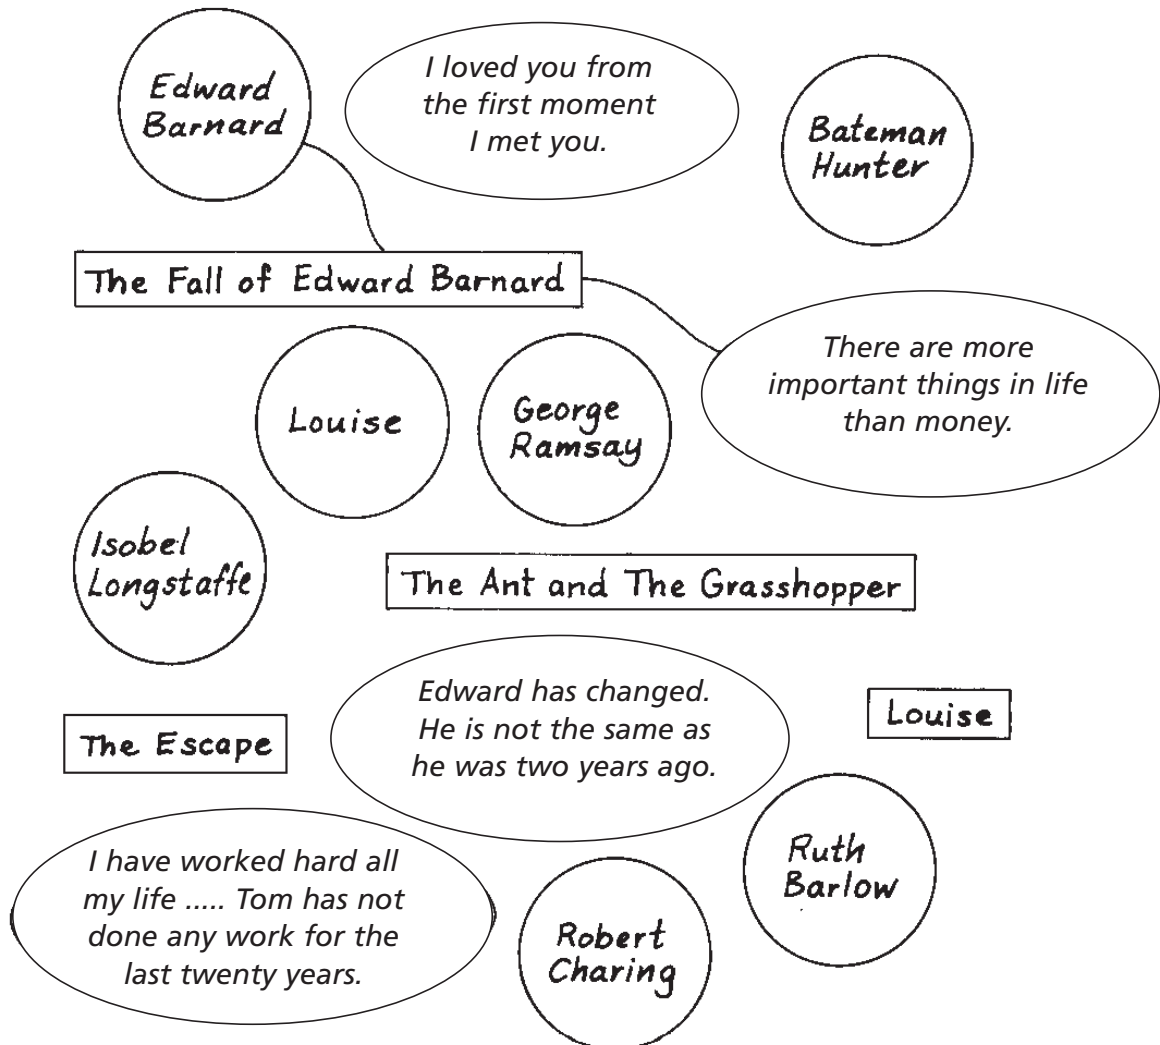 Edward
Barnard
I loved you from
the first moment
I met you.
Bateman
Hunter
The Fall of Edward Barnard
There are more
important things in life
than money.
Louise
George
Ramsay
Isobel
Longstaffe
The Ant and The Grasshopper
Edward has changed.
He is not the same as
he was two years ago.
Louise
The Escape
I have worked hard all
my life ..... Tom has not
done any work for the
last twenty years.
Ruth
Barlow
Robert
Charing